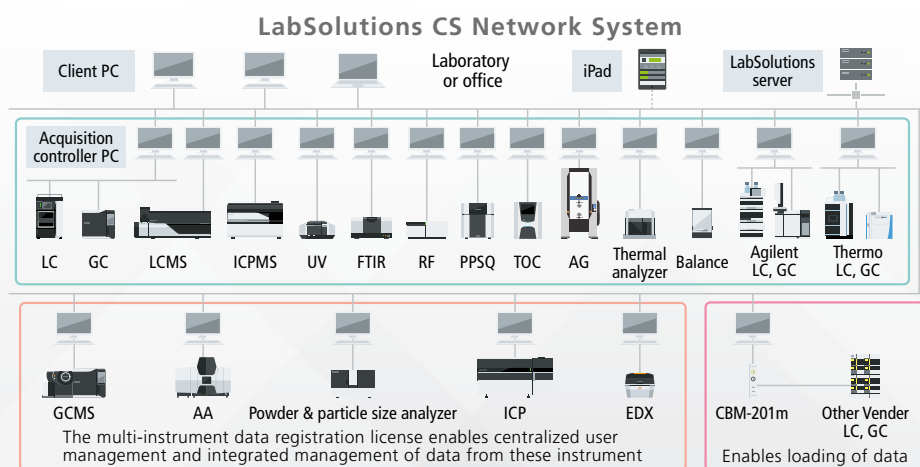 LabSolutions CS Network System
Client PC
Laboratory
or office
iPad
LabSolutions
server
Acquisition
controller PC
LC
GC
LCMS
ICPMS
UV
FTIR
RF
PPSQ
TOC
AG
Thermal
analyzer
Balance
Agilent
LC, GC
Thermo
LC, GC
GCMS
AA
Powder & particle size analyzer
ICP
EDX
CBM-201m
Other Vender
LC, GC
The multi-instrument data registration license enables centralized user
management and integrated management of data from these instrument
Enables loading of data